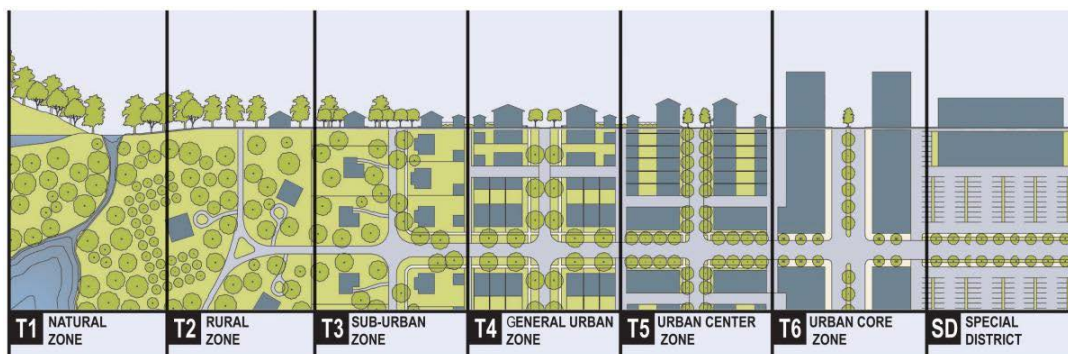 T1 NATURAL
ZONE
T2 RURAL
ZONE
T3 SUB-URBAN
ZONE
T4 GENERAL URBAN
ZONE
T5 URBAN CENTER
ZONE
T6 URBAN CORE
ZONE
SD SPECIAL
DISTRICT